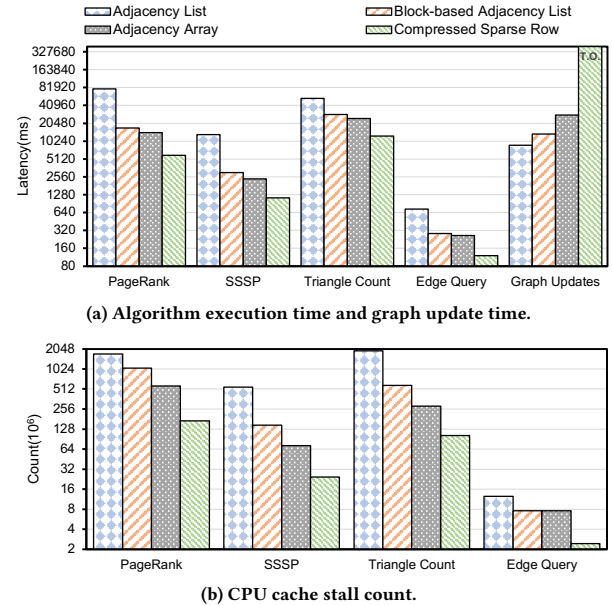 Adjacency List Block-based Adjacency List
Adjacency Array Compressed Sparse Row
Latency(ms)
327680
163840
81920
40960
20480
10240
5120
2560
1280
640
320
160
80
T.O.
PageRank SSSP Triangle Count Edge Query Graph Updates
(a) Algorithm execution time and graph update time.
Count(10⁶)
2048
1024
512
256
128
64
32
16
8
4
2
PageRank SSSP Triangle Count Edge Query
(b) CPU cache stall count.